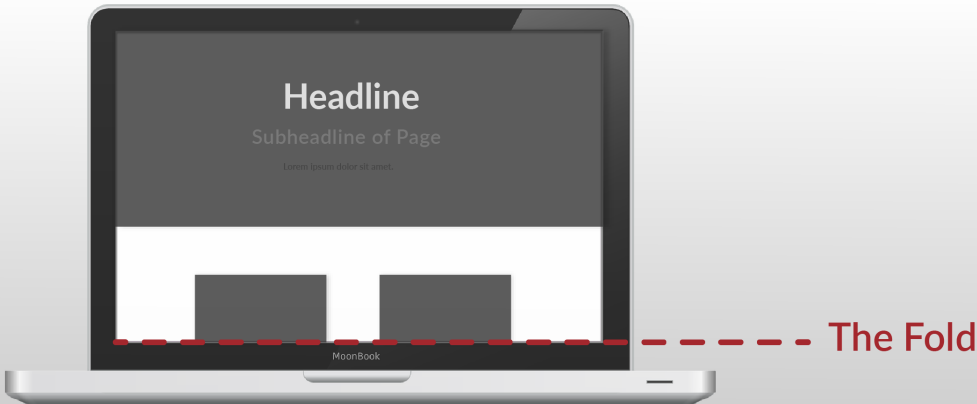 Headline
Subheadline of Page
Lorem ipsum dolor sit amet.
MoonBook
The Fold